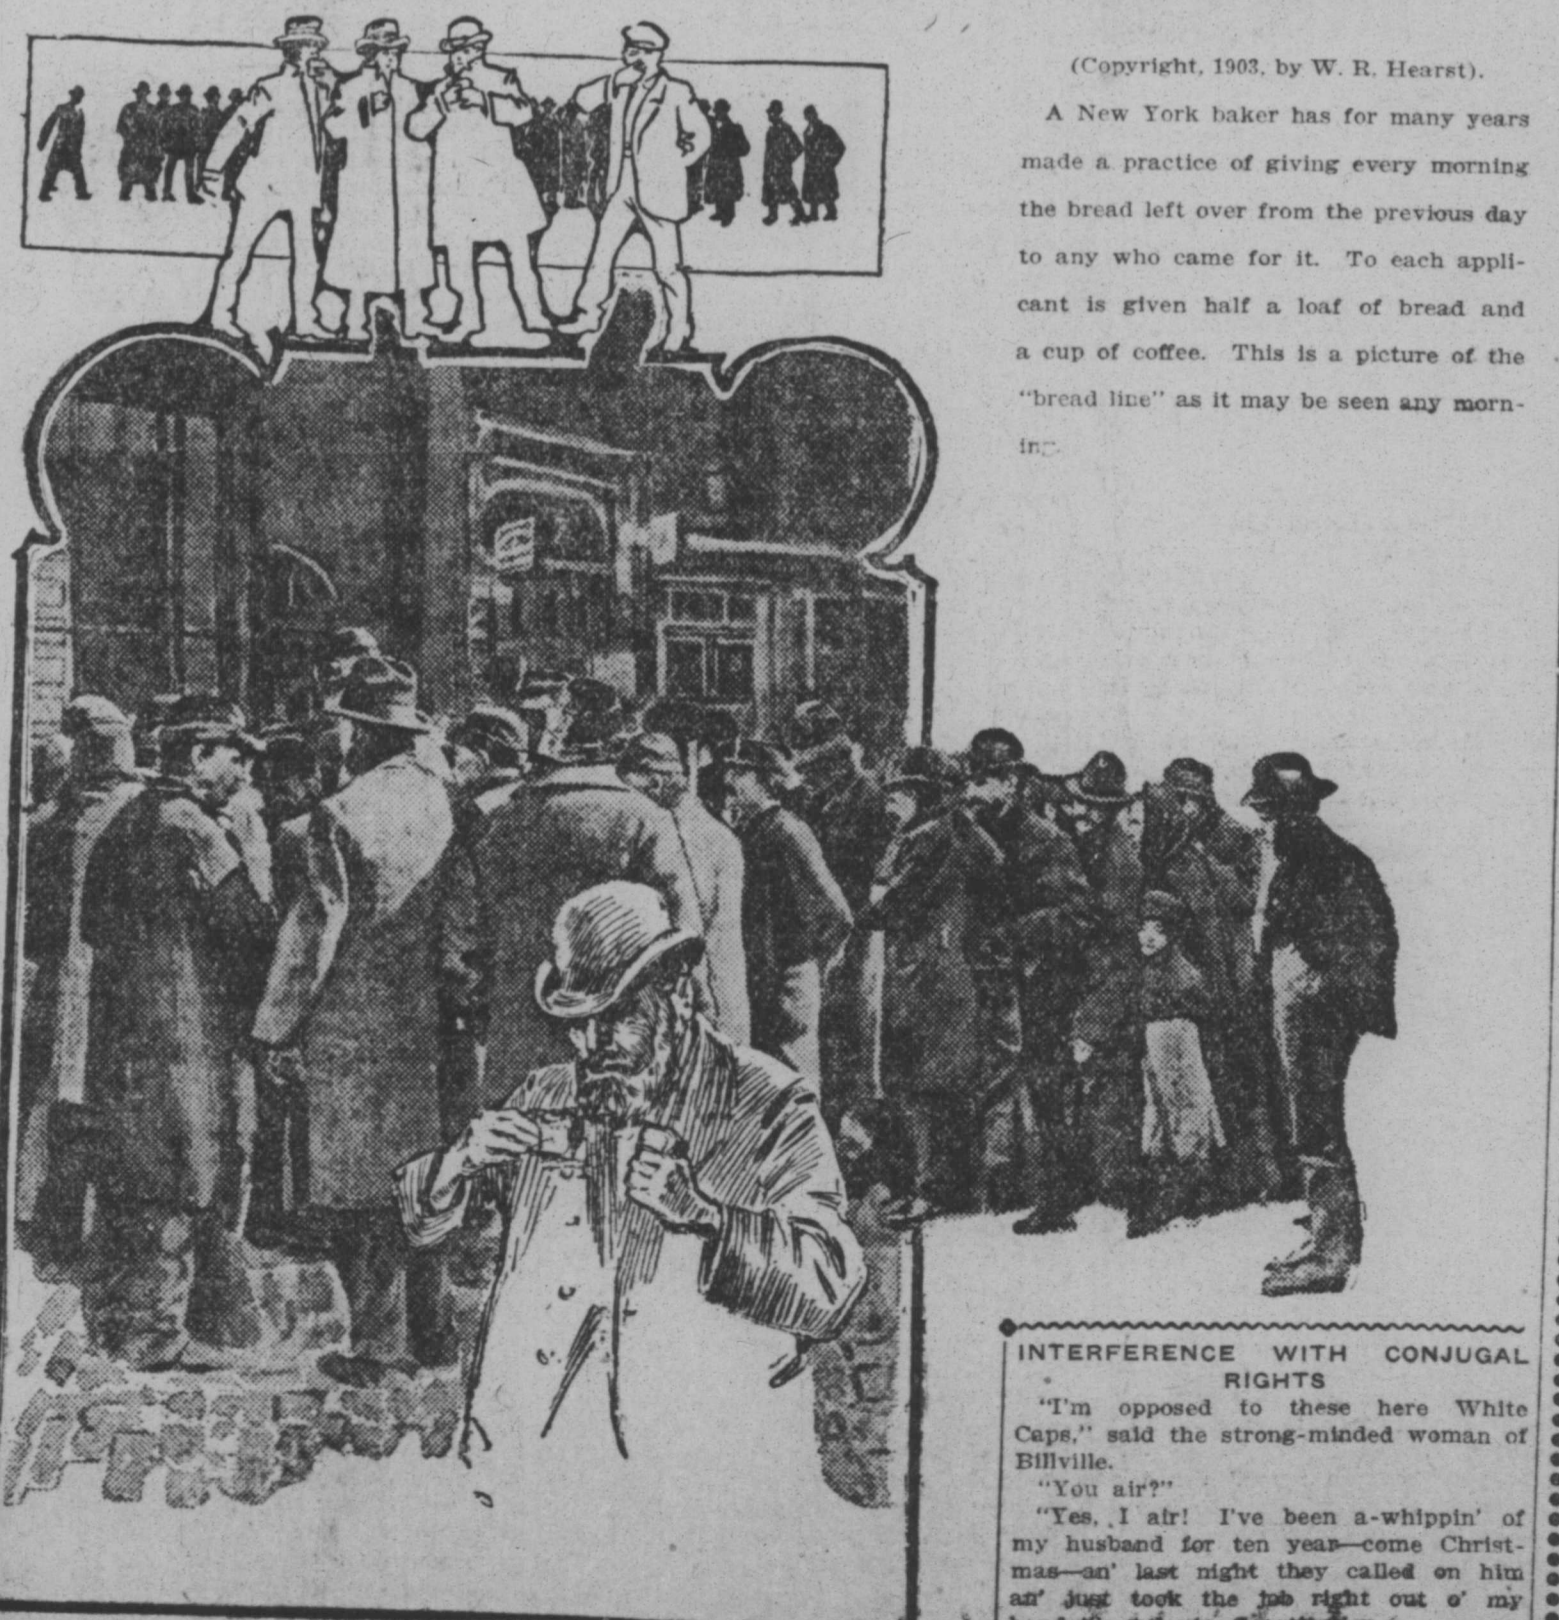 (Copyright, 1903, by W. R. Hearst).
A New York baker has for many years
made a practice of giving every morning
the bread left over from the previous day
to any who came for it. To each appli-
cant is given half a loaf of bread and
a cup of coffee. This is a picture of the
"bread line" as it may be seen any morn-
ing.
INTERFERENCE WITH CONJUGAL
RIGHTS
"I'm opposed to these here White
Caps," said the strong-minded woman of
Billville.
"You air?"
"Yes, I air! I've been a-whippin' of
my husband for ten year—come Christ-
mas—an' last night they called on him
an' just took the job right out o' my